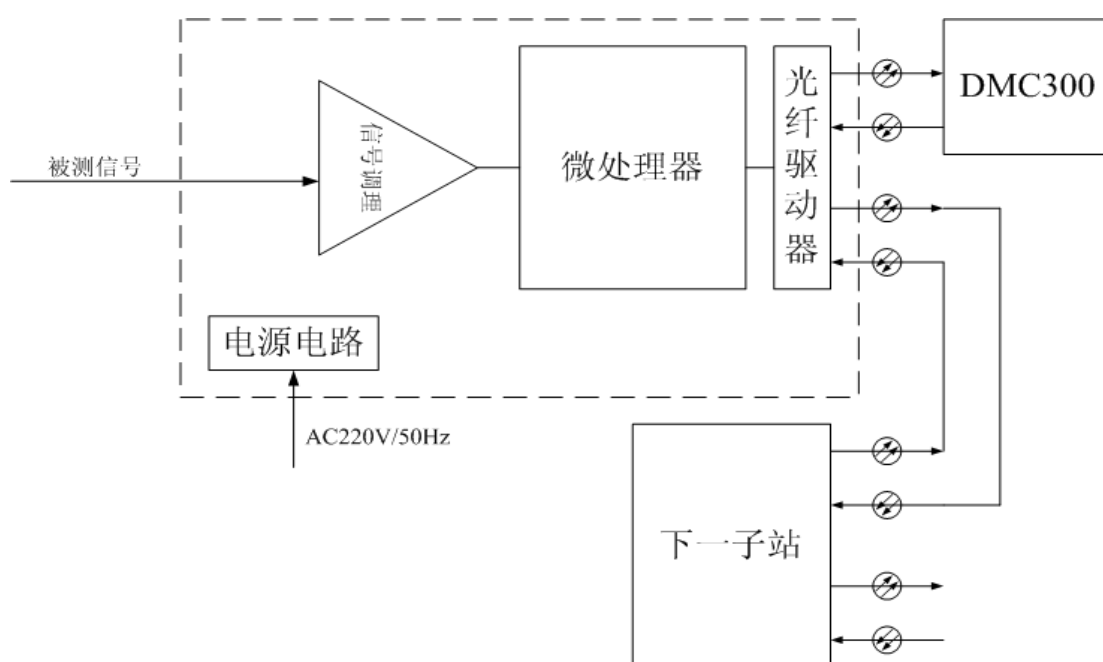 DMC300
光纤驱动器
信号调理
微处理器
被测信号
电源电路
AC220V/50Hz
下一子站